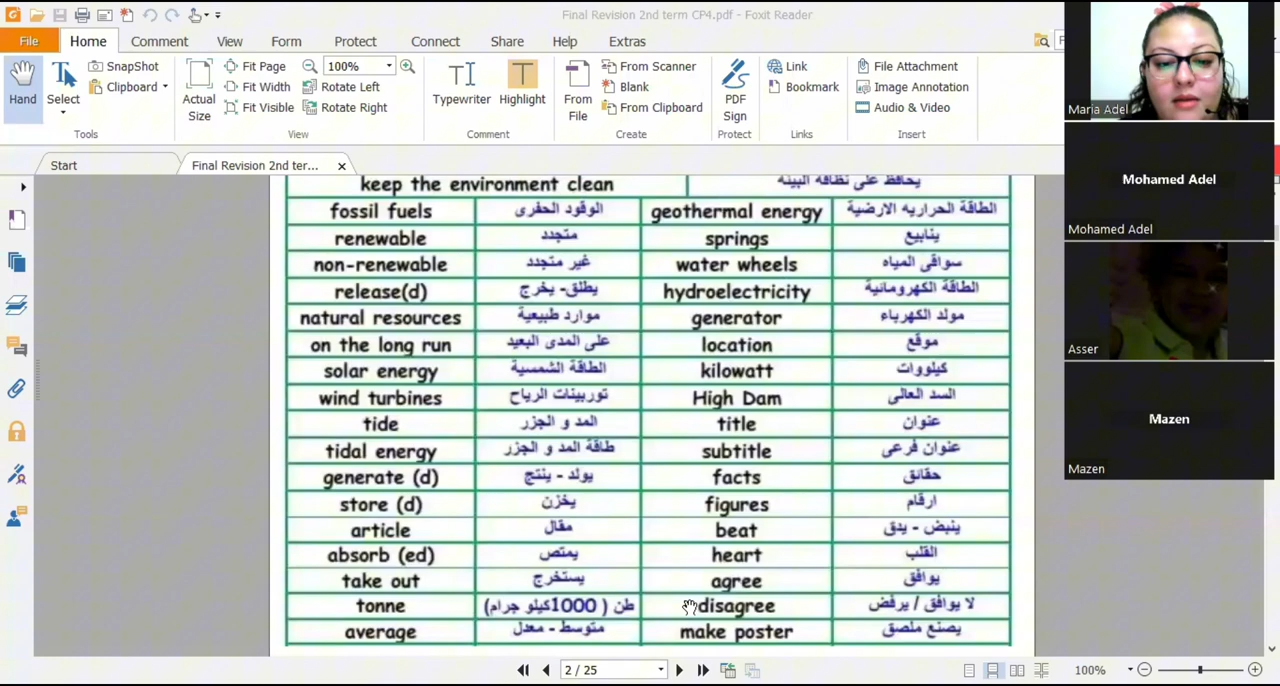 Final Revision 2nd term CP4.pdf - Foxit Reader
File Home Comment View Form Protect Connect Share Help Extras
Hand
Select
SnapShot
Clipboard
Actual Size
Fit Page
Fit Width
Fit Visible
100%
Rotate Left
Rotate Right
Typewriter
Highlight
From File
From Scanner
Blank
From Clipboard
PDF Sign
Link
Bookmark
File Attachment
Image Annotation
Audio & Video
Tools View Comment Create Protect Links Insert
Start Final Revision 2nd ter...
keep the environment clean يحافظ على نظافة البيئة
fossil fuels الوقود الحفرى geothermal energy الطاقة الحراريه الارضية
renewable متجدد springs ينابيع
non-renewable غير متجدد water wheels سواقى المياه
release(d) يطلق- يخرج hydroelectricity الطاقة الكهرومائية
natural resources موارد طبيعية generator مولد الكهرباء
on the long run على المدى البعيد location موقع
solar energy الطاقة الشمسية kilowatt كيلووات
wind turbines توربينات الرياح High Dam السد العالى
tide المد و الجزر title عنوان
tidal energy طاقة المد و الجزر subtitle عنوان فرعى
generate (d) يولد - ينتج facts حقائق
store (d) يخزن figures ارقام
article مقال beat ينبض - يدق
absorb (ed) يمتص heart القلب
take out يستخرج agree يوافق
tonne طن ( 1000كيلو جرام) disagree لا يوافق / يرفض
average متوسط - معدل make poster يصنع ملصق
2 / 25
100%
Maria Adel
Mohamed Adel
Mohamed Adel
Asser
Mazen
Mazen